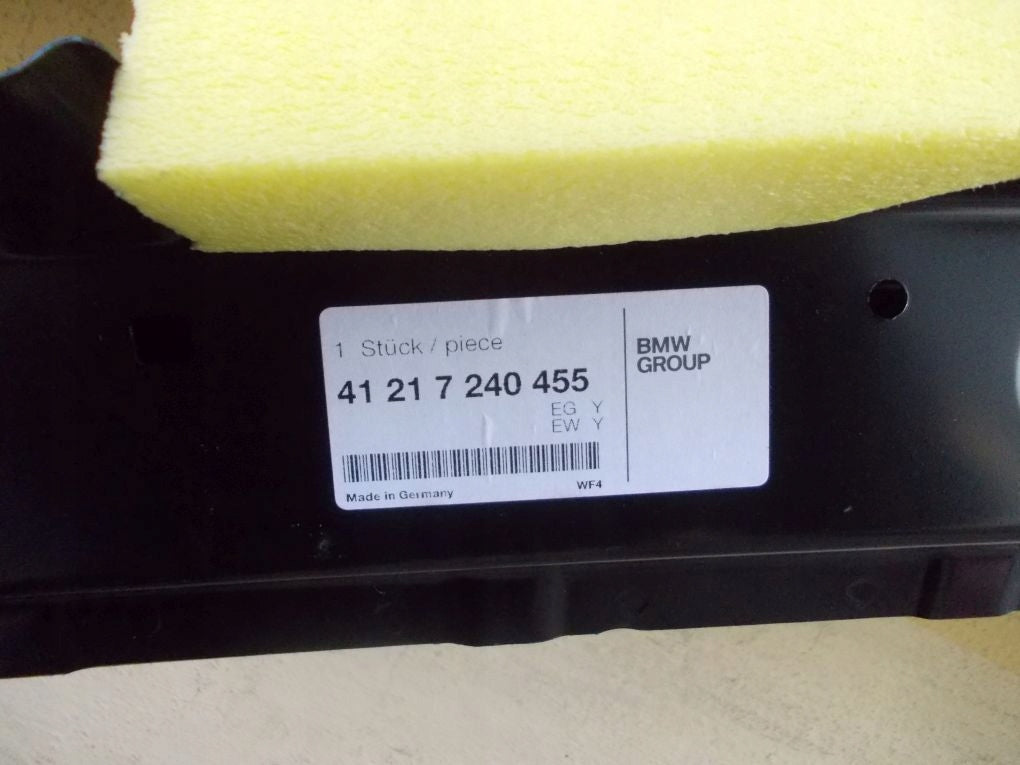 1 Stück / piece
41 21 7 240 455
EG Y
EW Y
Made in Germany
WF4
BMW
GROUP